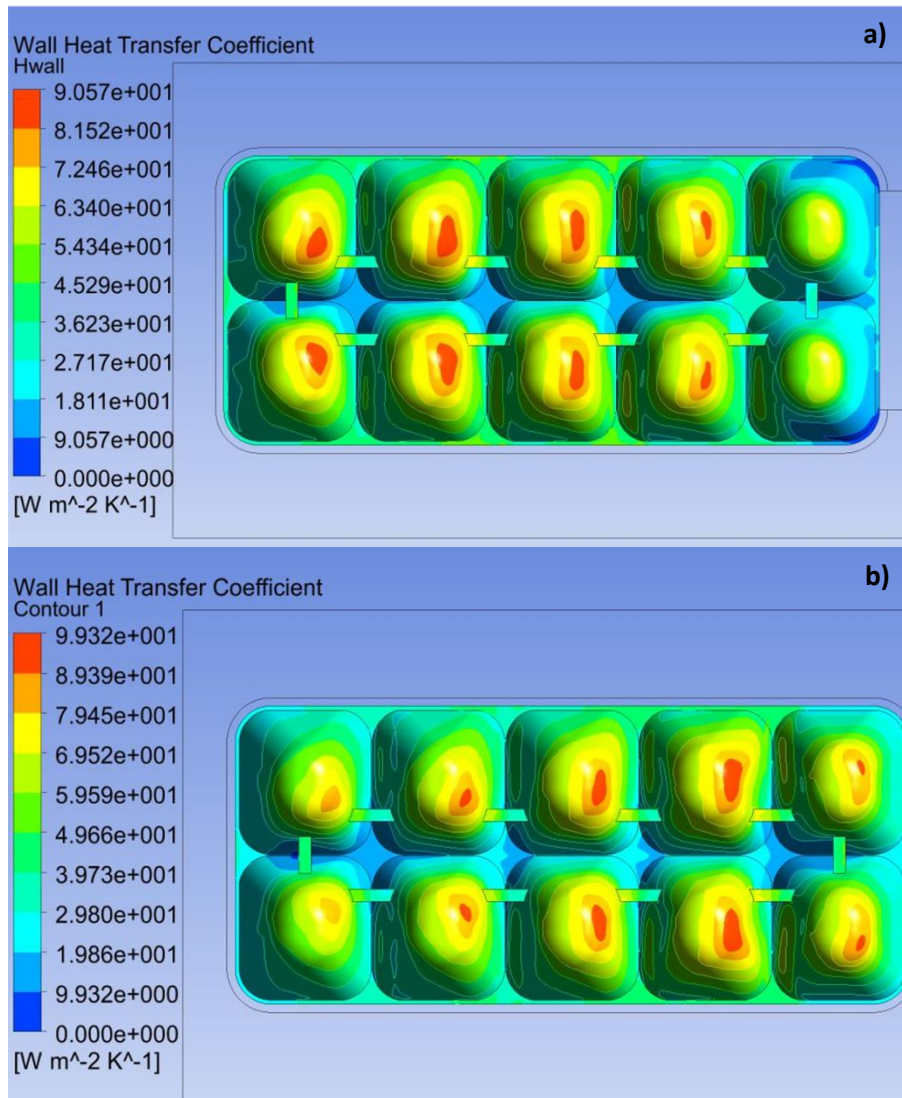 a)
Wall Heat Transfer Coefficient
Hwall
9.057e+001
8.152e+001
7.246e+001
6.340e+001
5.434e+001
4.529e+001
3.623e+001
2.717e+001
1.811e+001
9.057e+000
0.000e+000
[W m^-2 K^-1]
b)
Wall Heat Transfer Coefficient
Contour 1
9.932e+001
8.939e+001
7.945e+001
6.952e+001
5.959e+001
4.966e+001
3.973e+001
2.980e+001
1.986e+001
9.932e+000
0.000e+000
[W m^-2 K^-1]